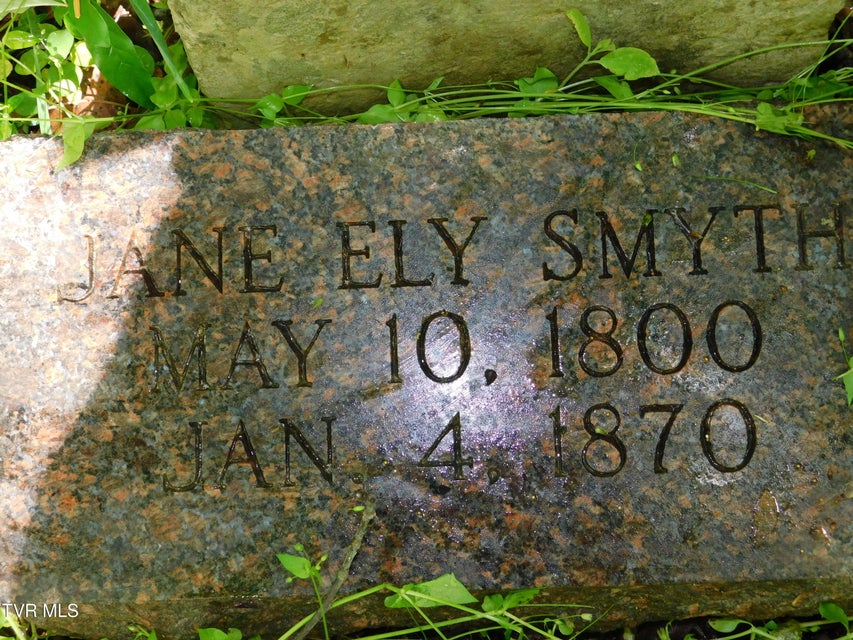 JANE ELY SMYTH
MAY 10, 1800
JAN. 4, 1870
TVR MLS